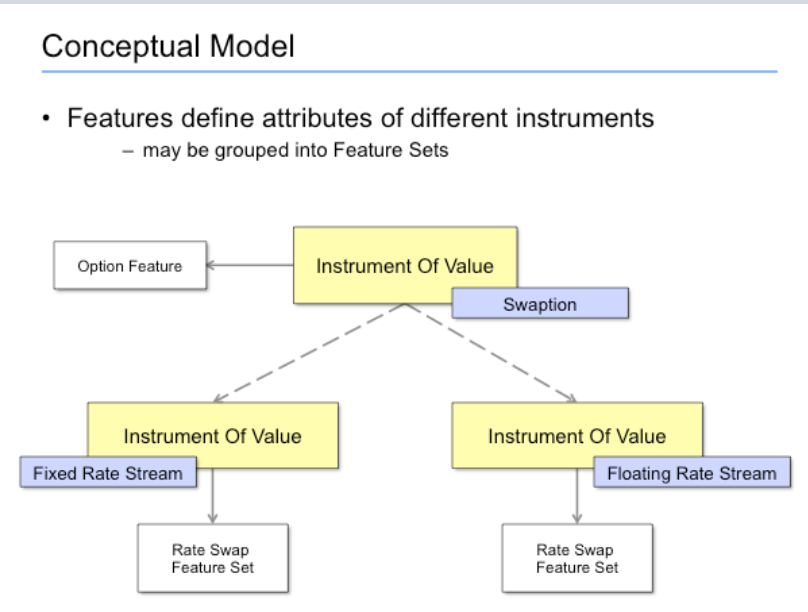 Conceptual Model
• Features define attributes of different instruments
– may be grouped into Feature Sets
Option Feature
Instrument Of Value
Swaption
Instrument Of Value
Fixed Rate Stream
Instrument Of Value
Floating Rate Stream
Rate Swap
Feature Set
Rate Swap
Feature Set